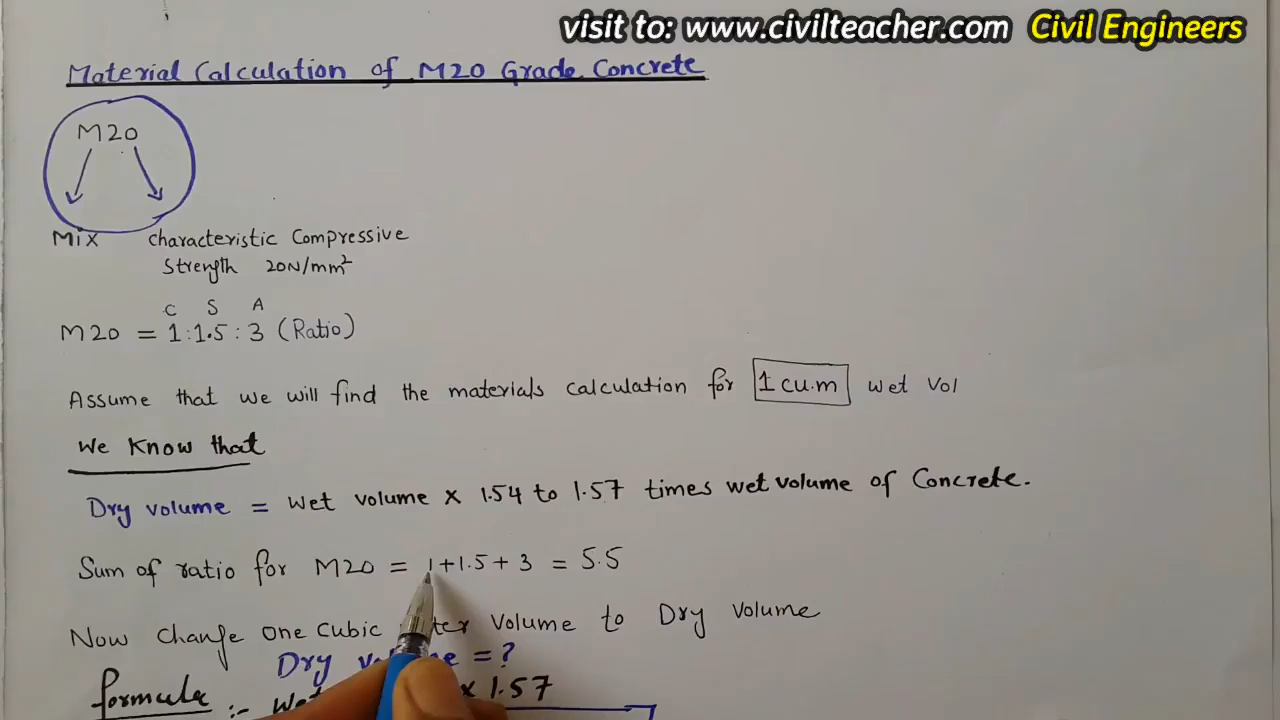 visit to: www.civilteacher.com Civil Engineers
Material Calculation of M20 Grade Concrete
M20
Mix characteristic Compressive
Strength 20N/mm²
C S A
M20 = 1:1.5:3 (Ratio)
Assume that we will find the materials calculation for 1 cu.m wet Vol
We Know that
Dry volume = wet volume x 1.54 to 1.57 times wet volume of Concrete.
Sum of ratio for M20 = 1+1.5+3 = 5.5
Now change one Cubic Volume to Dry Volume
Dry = ?
formula :- x 1.57